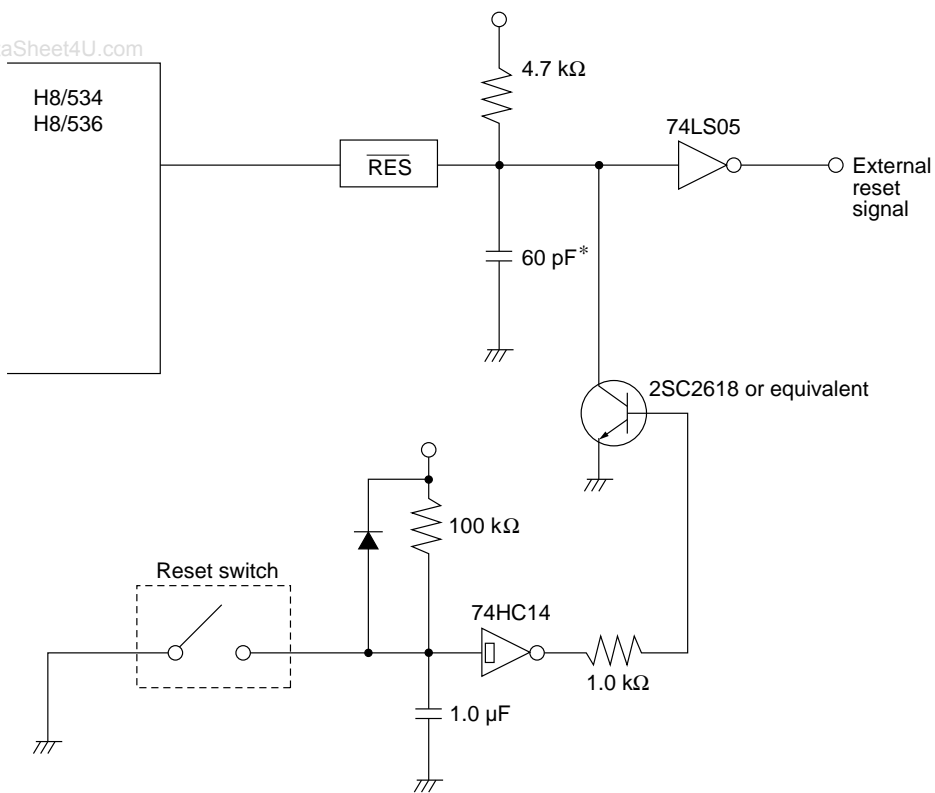 aSheet4U.com
H8/534
H8/536
RES
4.7 kΩ
74LS05
External
reset
signal
60 pF*
2SC2618 or equivalent
100 kΩ
Reset switch
74HC14
1.0 kΩ
1.0 µF